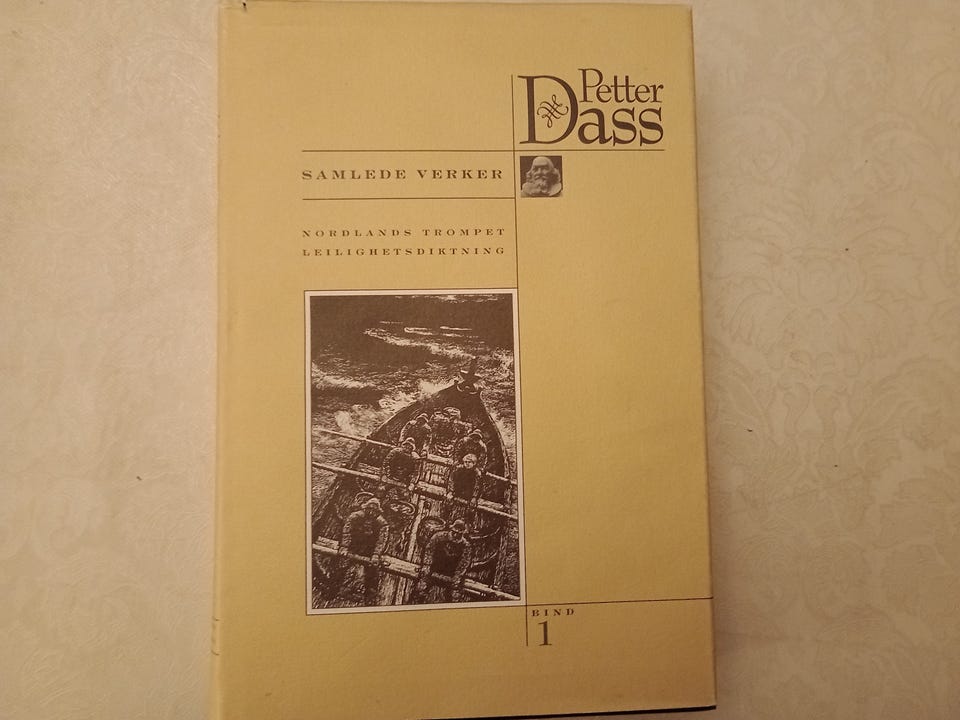 Petter
Dass
SAMLEDE VERKER
NORDLANDS TROMPET
LEILIGHETSDIKTNING
BIND
1